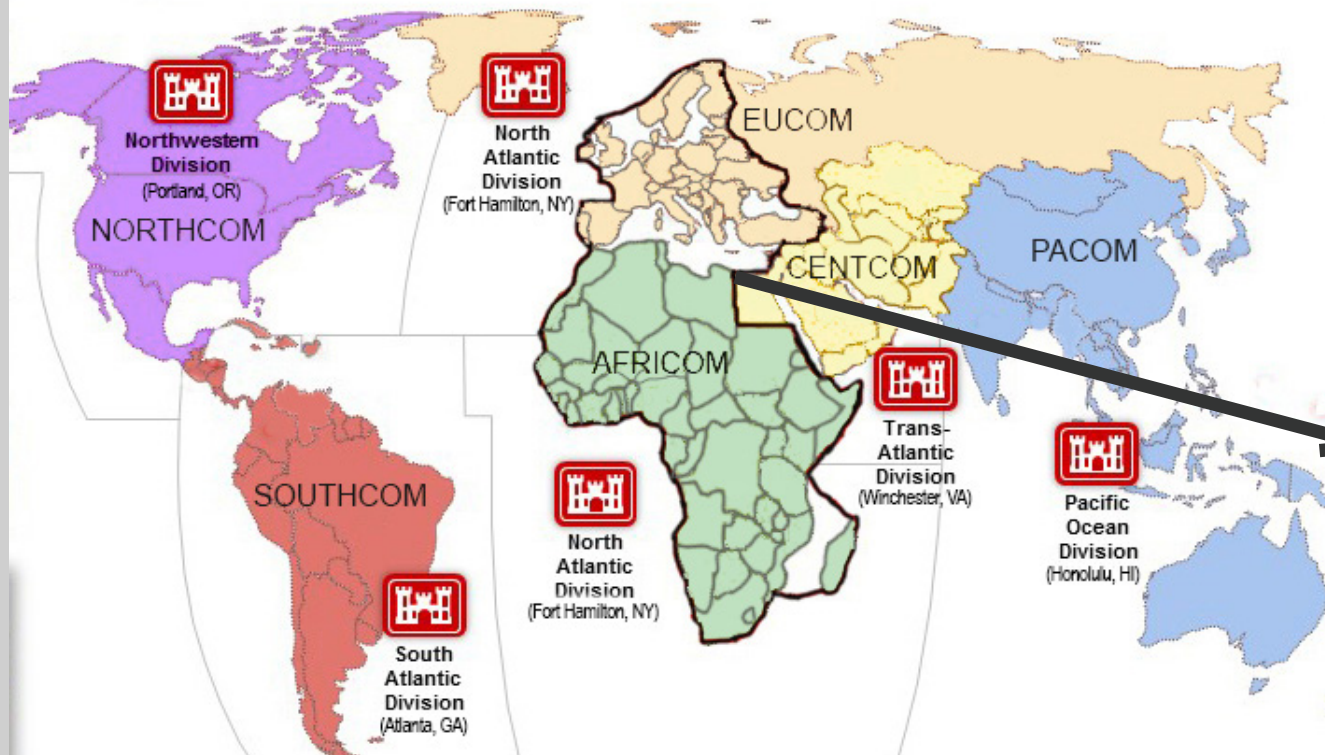 Northwestern
Division
(Portland, OR)
NORTHCOM
North
Atlantic
Division
(Fort Hamilton, NY)
EUCOM
CENTCOM
PACOM
AFRICOM
Trans-
Atlantic
Division
(Winchester, VA)
Pacific
Ocean
Division
(Honolulu, HI)
SOUTHCOM
North
Atlantic
Division
(Fort Hamilton, NY)
South
Atlantic
Division
(Atlanta, GA)